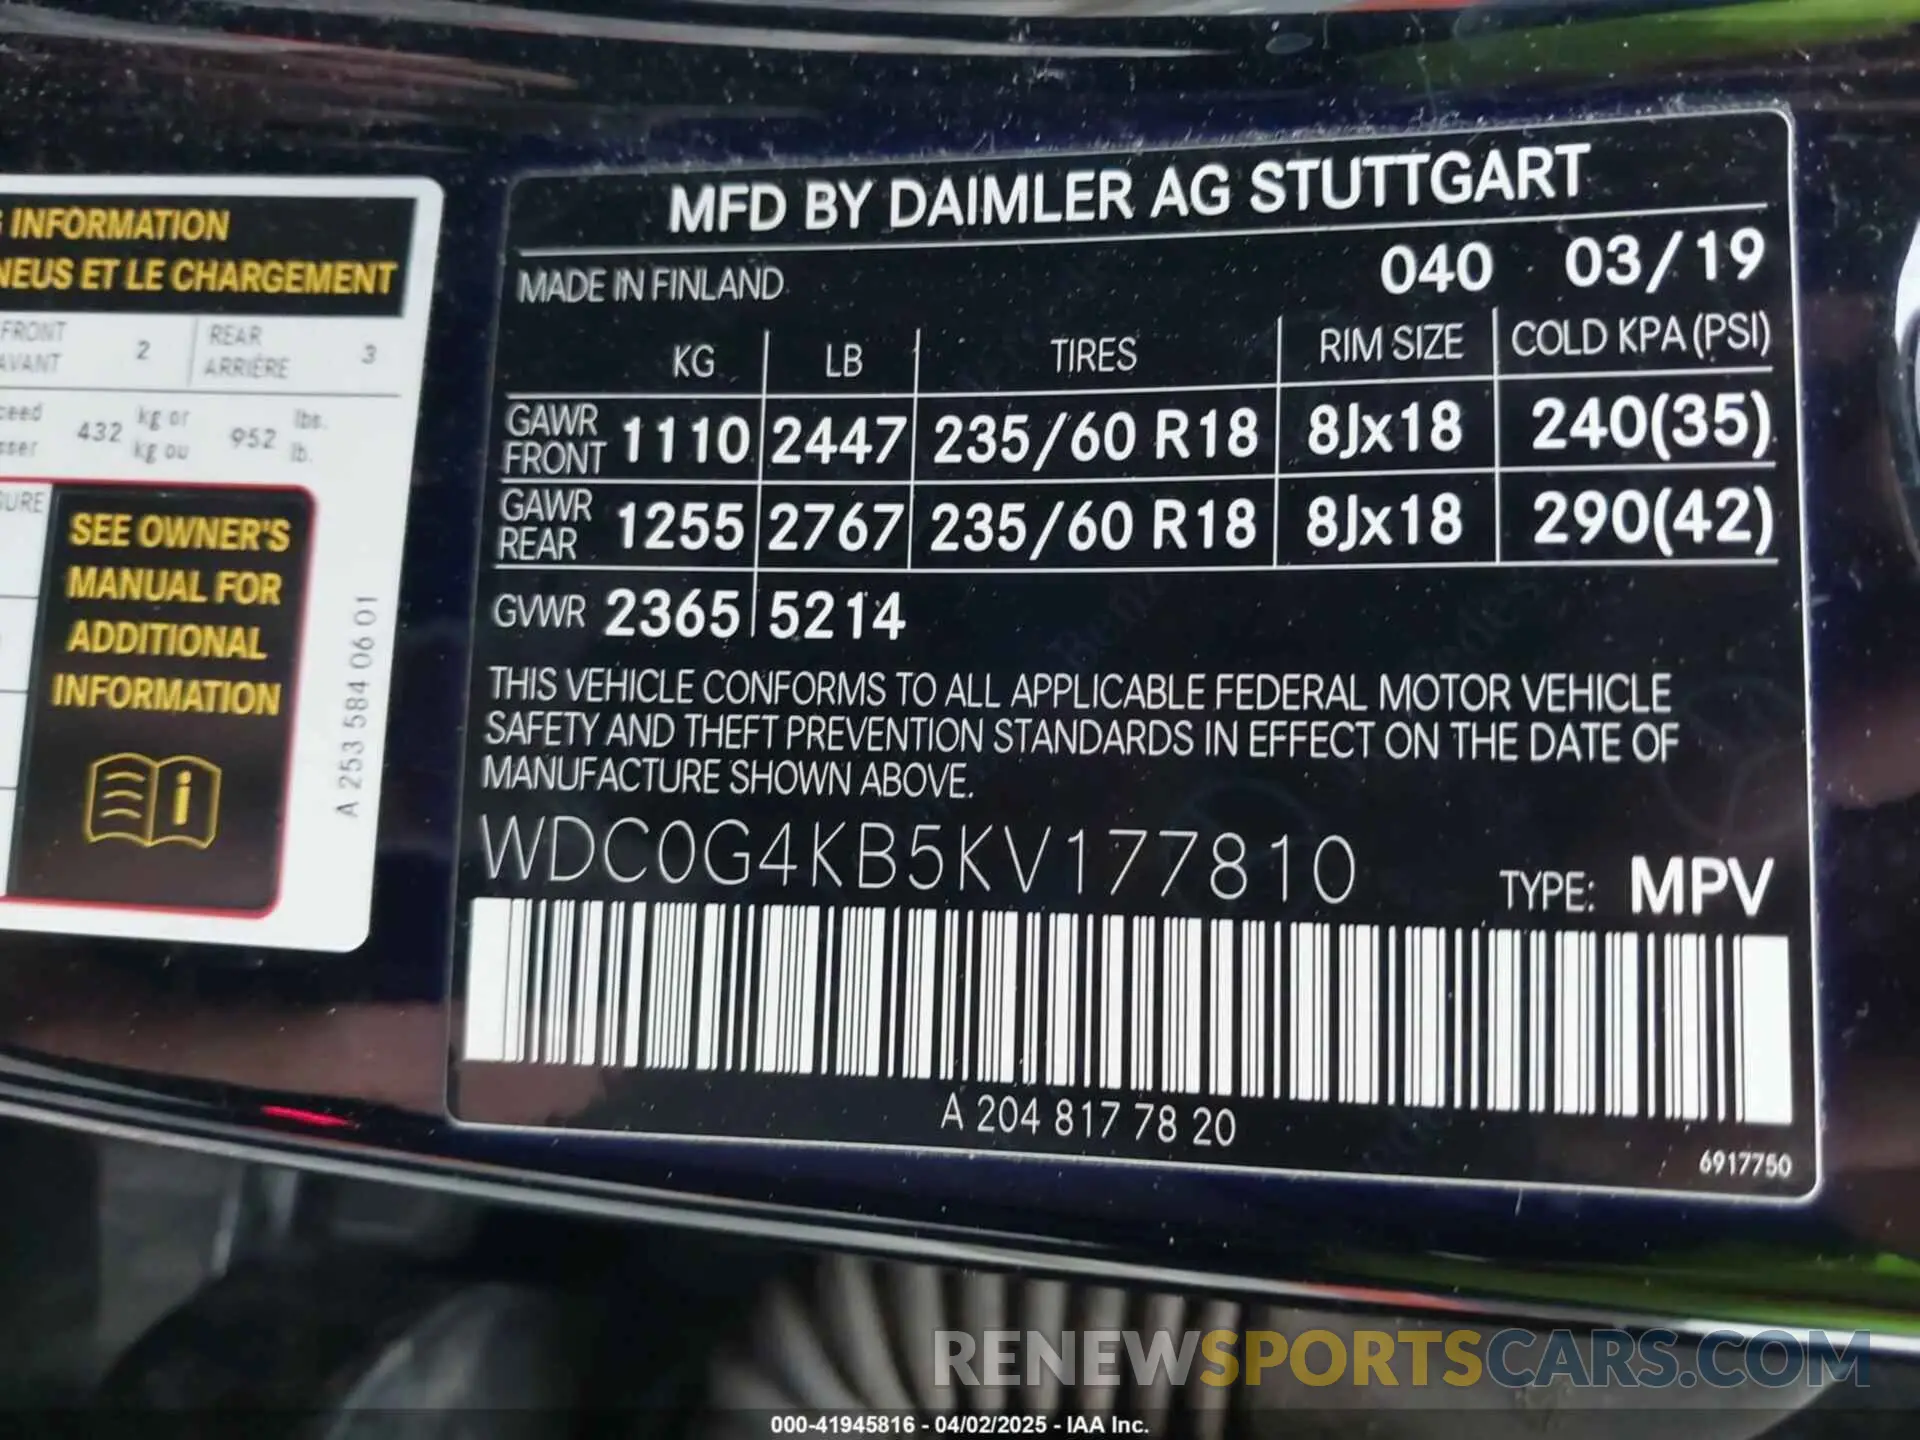 INFORMATION
ET LE CHARGEMENT
FRONT
AVANT
2
REAR
ARRIÈRE
3
432
kg or
kg ou
952
lbs.
lb.
SEE OWNER'S
MANUAL FOR
ADDITIONAL
INFORMATION
A 253 584 06 01
MFD BY DAIMLER AG STUTTGART
MADE IN FINLAND 040 03/19
KG LB TIRES RIM SIZE COLD KPA (PSI)
GAWR FRONT 1110 2447 235/60 R18 8Jx18 240(35)
GAWR REAR 1255 2767 235/60 R18 8Jx18 290(42)
GVWR 2365 5214
THIS VEHICLE CONFORMS TO ALL APPLICABLE FEDERAL MOTOR VEHICLE
SAFETY AND THEFT PREVENTION STANDARDS IN EFFECT ON THE DATE OF
MANUFACTURE SHOWN ABOVE.
WDC0G4KB5KV177810 TYPE: MPV
A 204 817 78 20
6917750
RENEWSPORTSCARS.COM
000-41945816 - 04/02/2025 - IAA Inc.